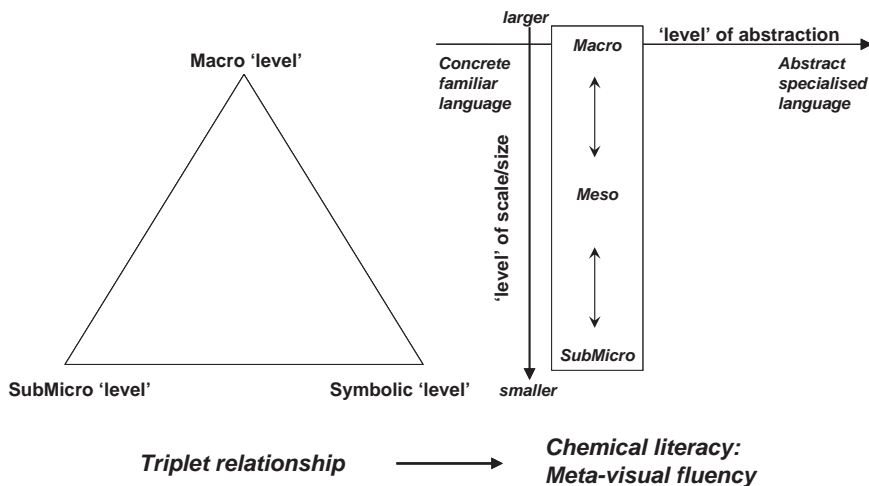 Macro ‘level’
SubMicro ‘level’
Symbolic ‘level’
larger
‘level’ of abstraction
Concrete
familiar
language
Macro
Abstract
specialised
language
‘level’ of scale/size
Meso
SubMicro
smaller
Triplet relationship
Chemical literacy:
Meta-visual fluency